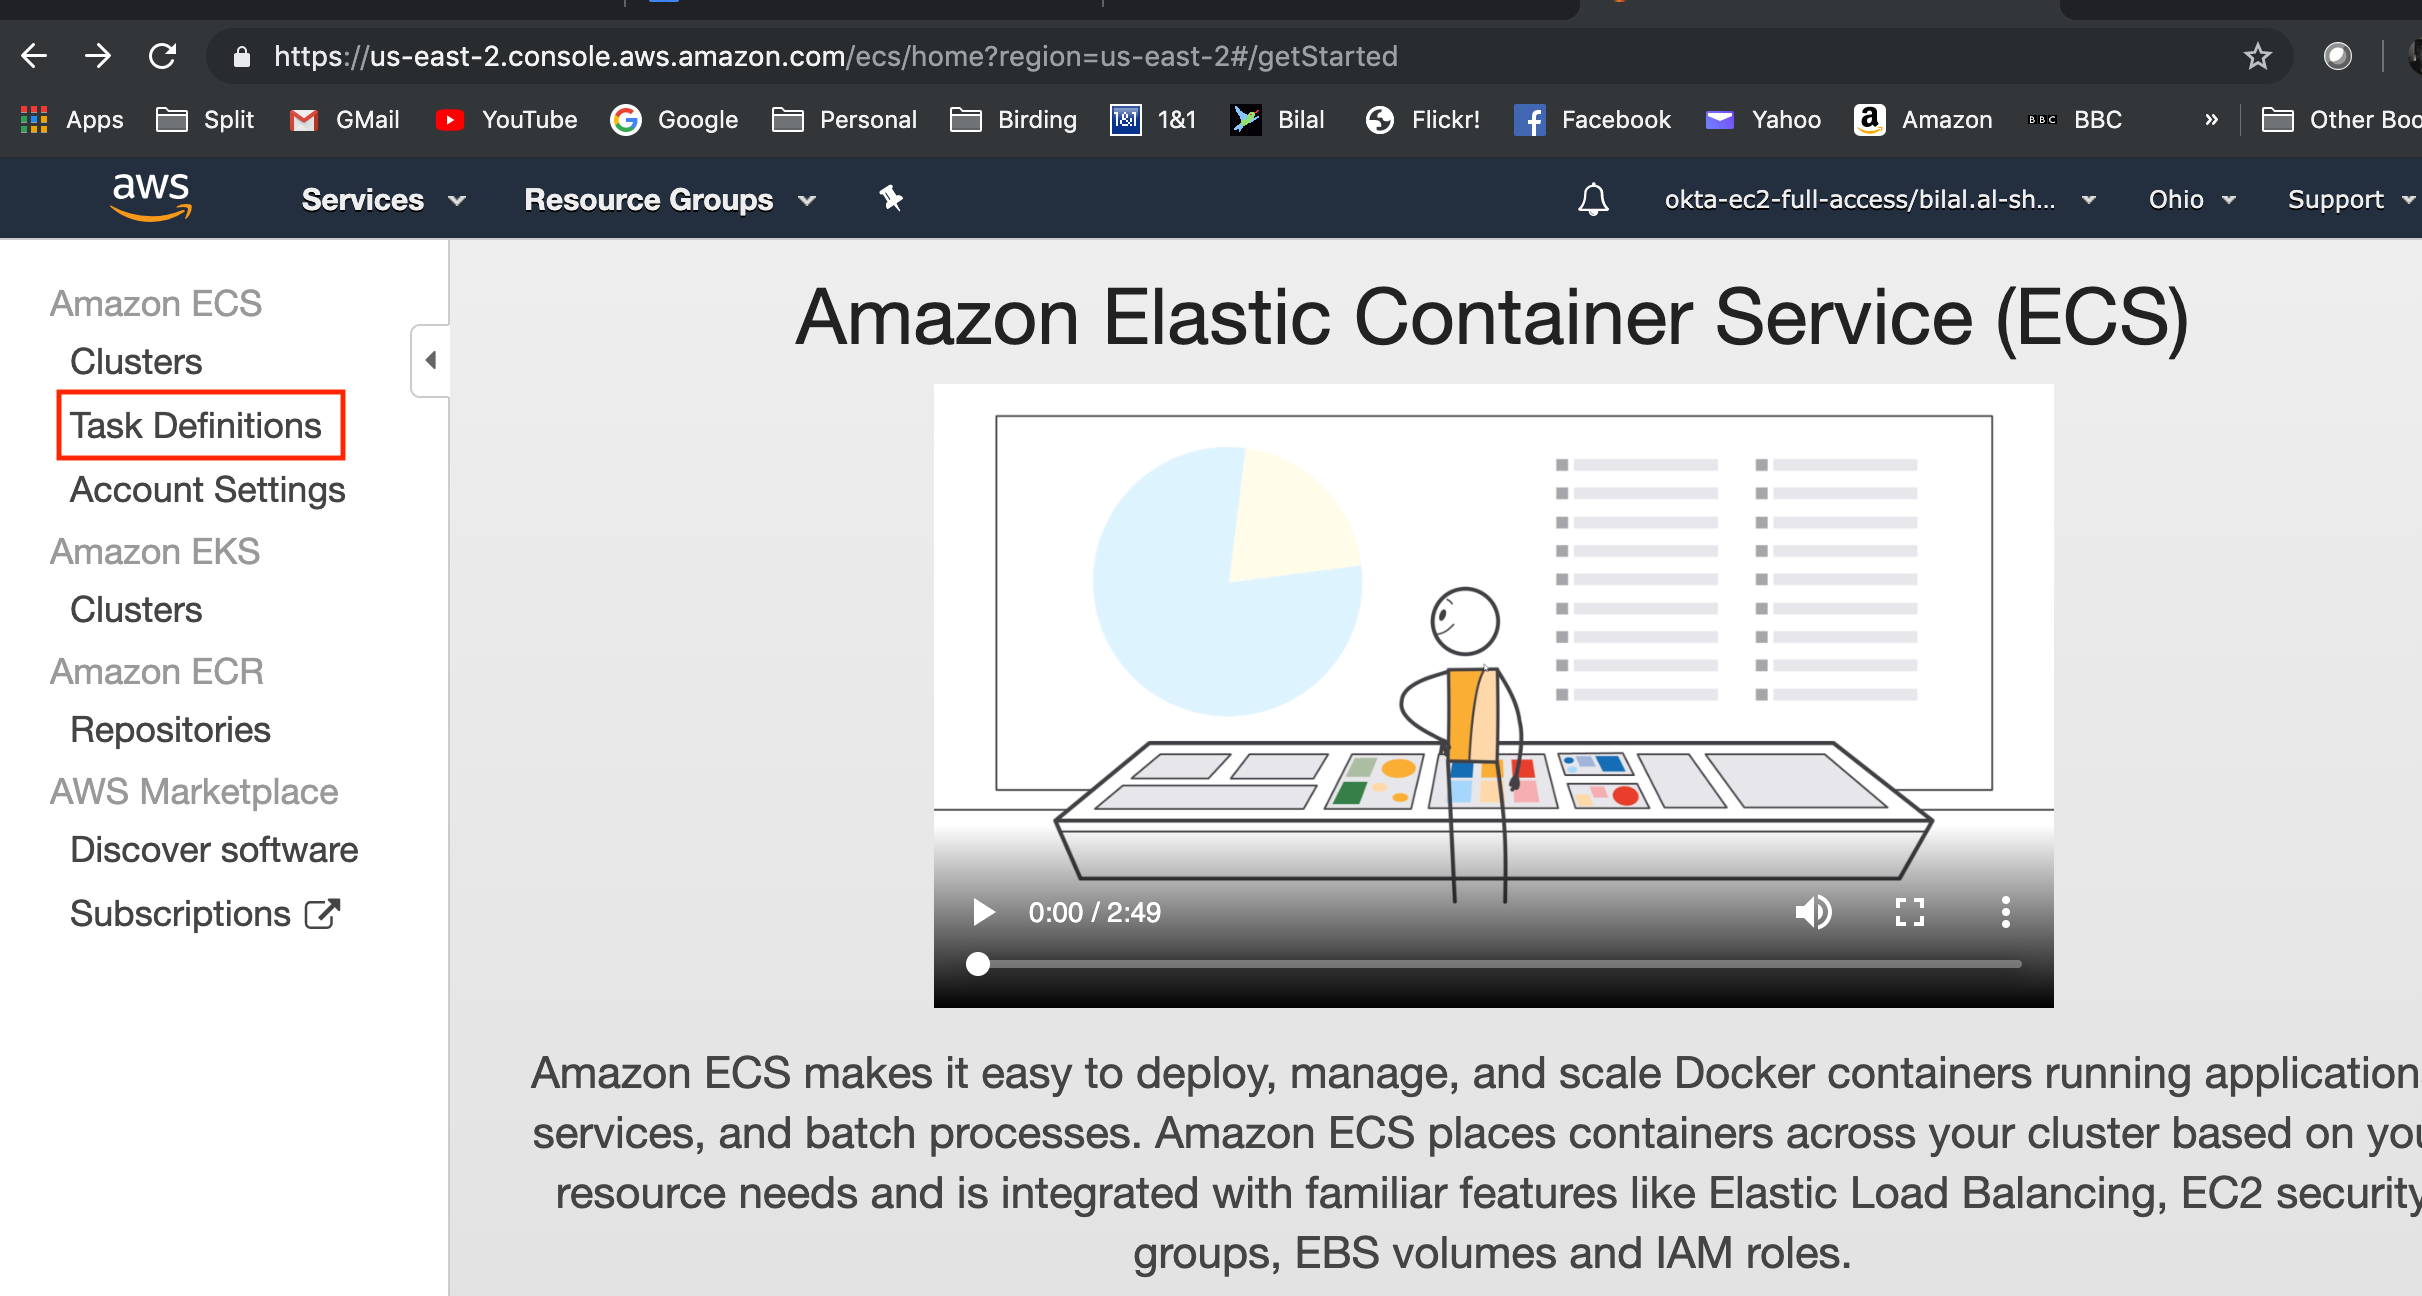 https://us-east-2.console.aws.amazon.com/ecs/home?region=us-east-2#/getStarted
Apps Split GMail YouTube Google Personal Birding 1&1 1&1 Bilal Flickr! Facebook Yahoo a Amazon BBC BBC » Other Boo
aws Services Resource Groups okta-ec2-full-access/bilal.al-sh... Ohio Support
Amazon ECS
Clusters
Task Definitions
Account Settings
Amazon EKS
Clusters
Amazon ECR
Repositories
AWS Marketplace
Discover software
Subscriptions
Amazon Elastic Container Service (ECS)
0:00 / 2:49
Amazon ECS makes it easy to deploy, manage, and scale Docker containers running application
services, and batch processes. Amazon ECS places containers across your cluster based on you
resource needs and is integrated with familiar features like Elastic Load Balancing, EC2 security
groups, EBS volumes and IAM roles.